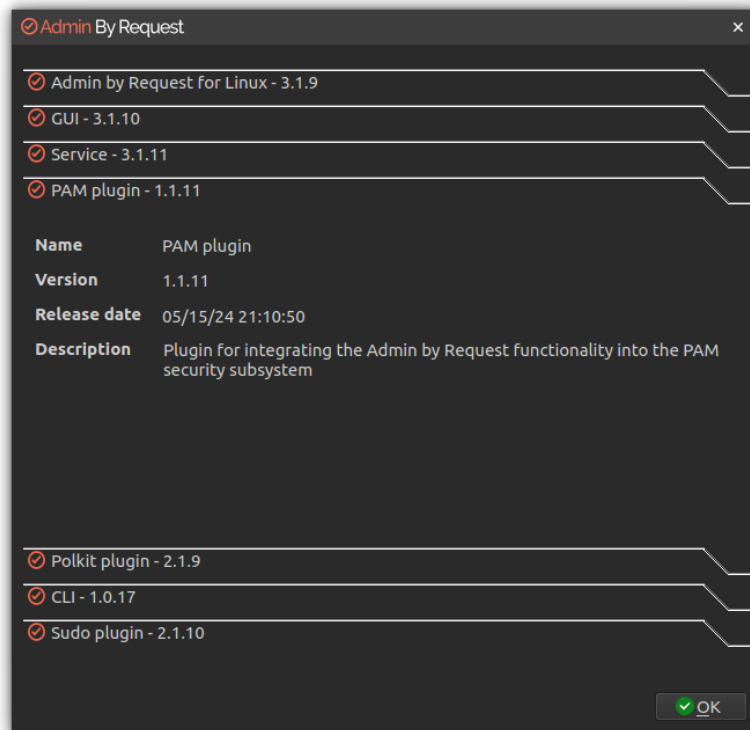 Admin By Request
Admin by Request for Linux - 3.1.9
GUI - 3.1.10
Service - 3.1.11
PAM plugin - 1.1.11
Name PAM plugin
Version 1.1.11
Release date 05/15/24 21:10:50
Description Plugin for integrating the Admin by Request functionality into the PAM
security subsystem
Polkit plugin - 2.1.9
CLI - 1.0.17
Sudo plugin - 2.1.10
OK